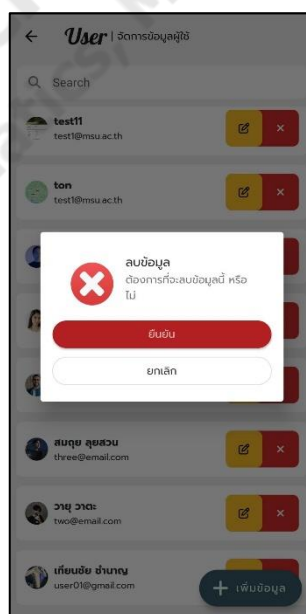 User | จัดการข้อมูลผู้ใช้
Search
test11
test1@msu.ac.th
ton
test1@msu.ac.th
ลบข้อมูล
ต้องการที่จะลบข้อมูลนี้ หรือ
ไม่
ยืนยัน
ยกเลิก
สมดุย ลุยสวน
three@email.com
วายุ วาตะ
two@email.com
เทียนชัย ชำนาญ
user01@gmail.com
+ เพิ่มข้อมูล